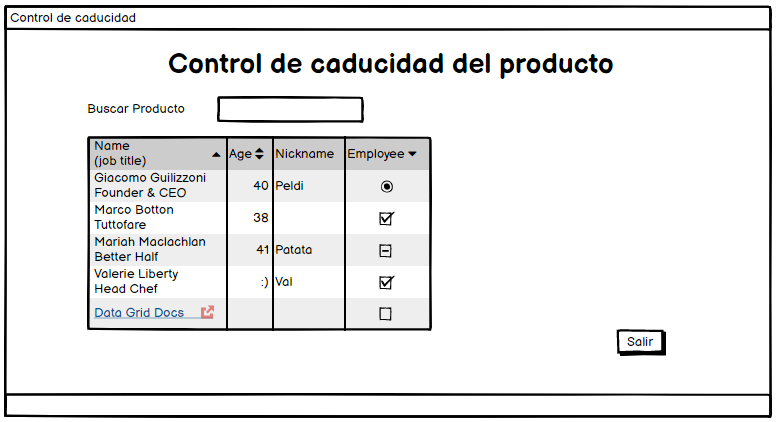 Control de caducidad
Control de caducidad del producto
Buscar Producto
Name
(job title) Age Nickname Employee
Giacomo Guilizzoni
Founder & CEO 40 Peldi
Marco Botton
Tuttofare 38
Mariah Maclachlan
Better Half 41 Patata
Valerie Liberty
Head Chef :) Val
Data Grid Docs
Salir